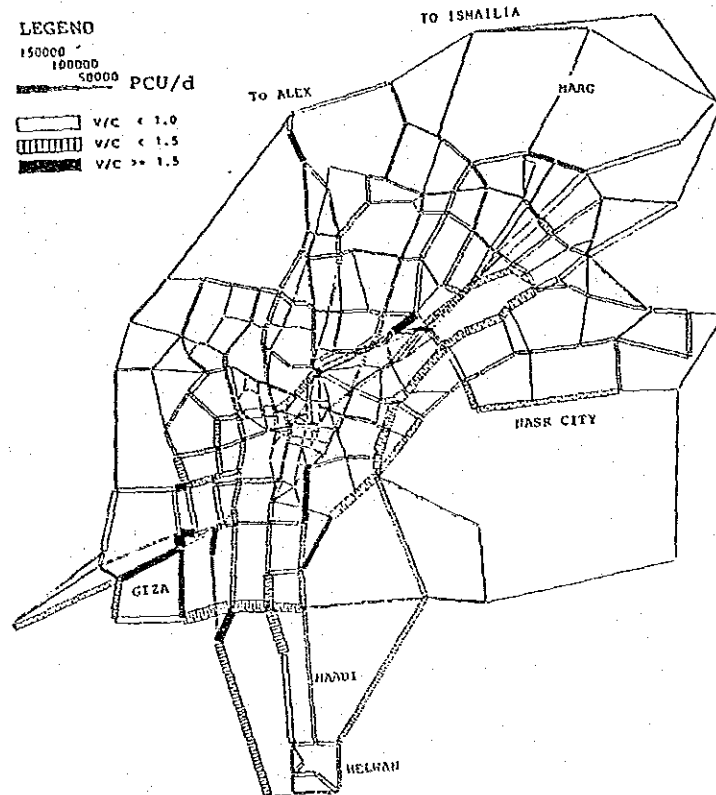 LEGEND
150000
100000
50000 PCU/d
V/C < 1.0
V/C < 1.5
V/C >= 1.5
TO ISMAILIA
TO ALEX
MARG
NASR CITY
GIZA
MAADI
HELWAN